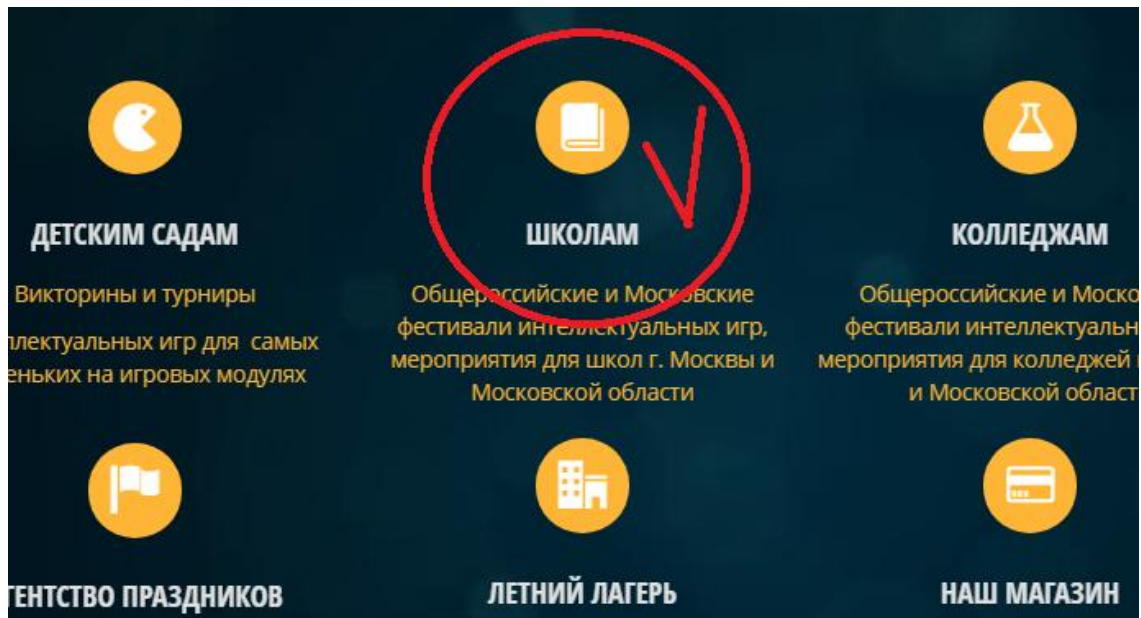 ДЕТСКИМ САДАМ
Викторины и турниры
игр для самых
на игровых модулях
ШКОЛАМ
Общероссийские и Московские
фестивали интеллектуальных игр,
мероприятия для школ г. Москвы и
Московской области
КОЛЛЕДЖАМ
Общероссийские и
фестивали
мероприятия для колледжей
и Московской
ПРАЗДНИКОВ
ЛЕТНИЙ ЛАГЕРЬ
НАШ МАГАЗИН